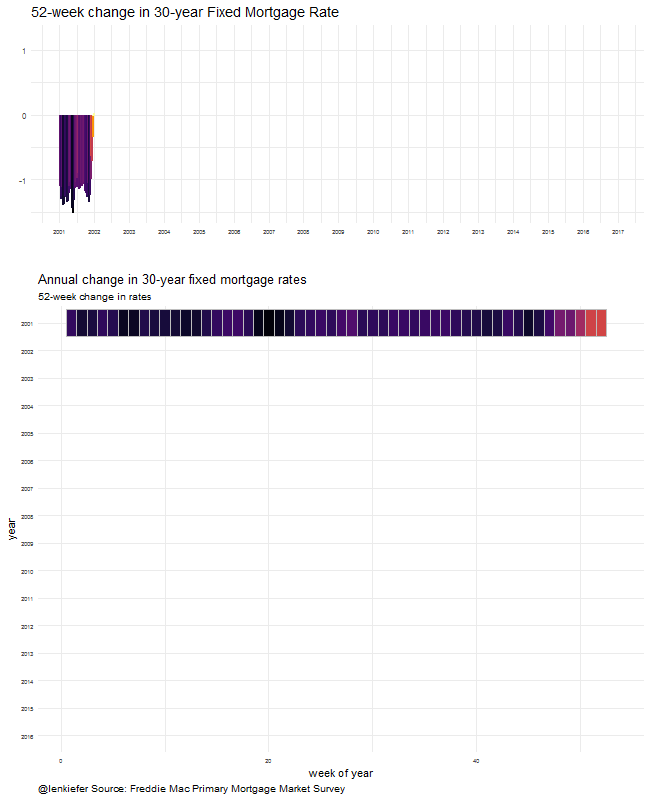 52-week change in 30-year Fixed Mortgage Rate
1
0
-1
2001 2002 2003 2004 2005 2006 2007 2008 2009 2010 2011 2012 2013 2014 2015 2016 2017
Annual change in 30-year fixed mortgage rates
52-week change in rates
2001
2002
2003
2004
2005
2006
2007
2008
2009
2010
2011
2012
2013
2014
2015
2016
year
0 20 40
week of year
@lenkiefer Source: Freddie Mac Primary Mortgage Market Survey